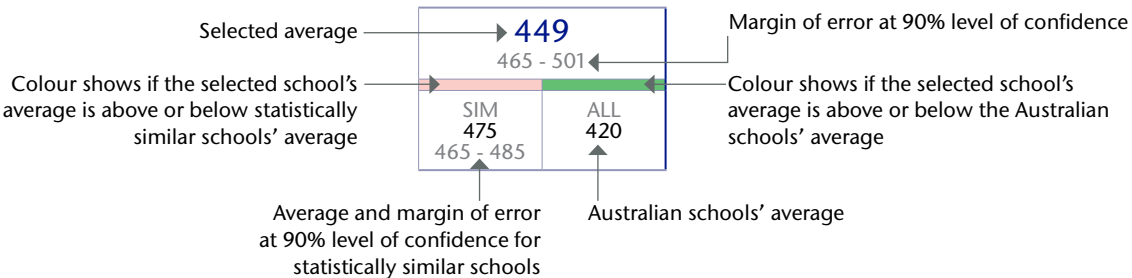 Selected average
449
465 - 501
Margin of error at 90% level of confidence
Colour shows if the selected school's
average is above or below statistically
similar schools' average
SIM
475
465 - 485
ALL
420
Colour shows if the selected school's
average is above or below the Australian
schools' average
Average and margin of error
at 90% level of confidence for
statistically similar schools
Australian schools' average